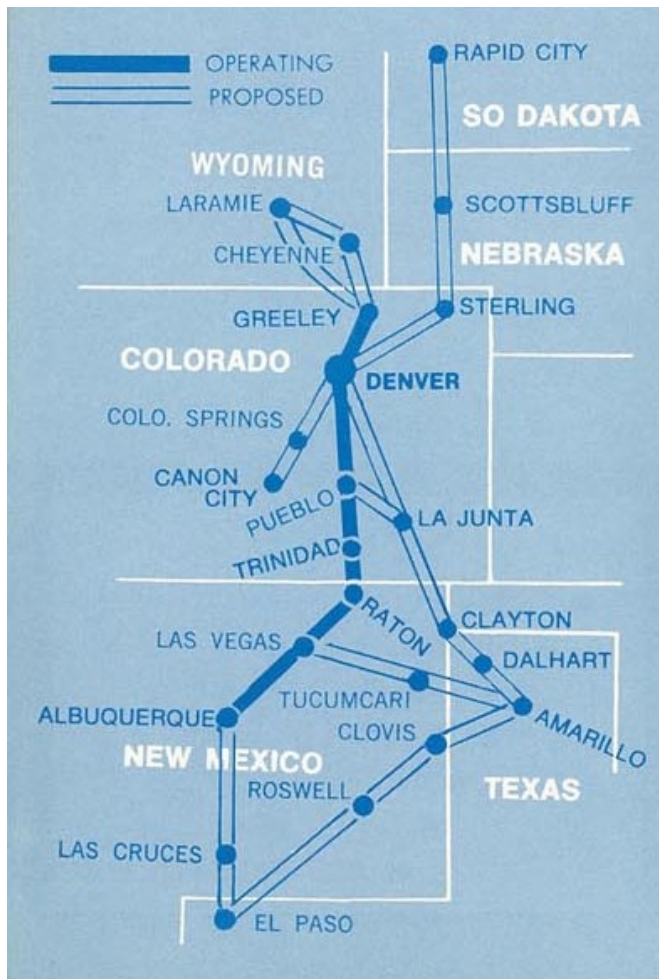 OPERATING
PROPOSED
RAPID CITY
SO DAKOTA
WYOMING
LARAMIE
SCOTTSBLUFF
CHEYENNE
NEBRASKA
GREELEY
STERLING
COLORADO
DENVER
COLO. SPRINGS
CANON
CITY
PUEBLO
LA JUNTA
TRINIDAD
RATON
CLAYTON
LAS VEGAS
DALHART
TUCUMCARI
ALBUQUERQUE
CLOVIS
AMARILLO
NEW MEXICO
ROSWELL
TEXAS
LAS CRUCES
EL PASO